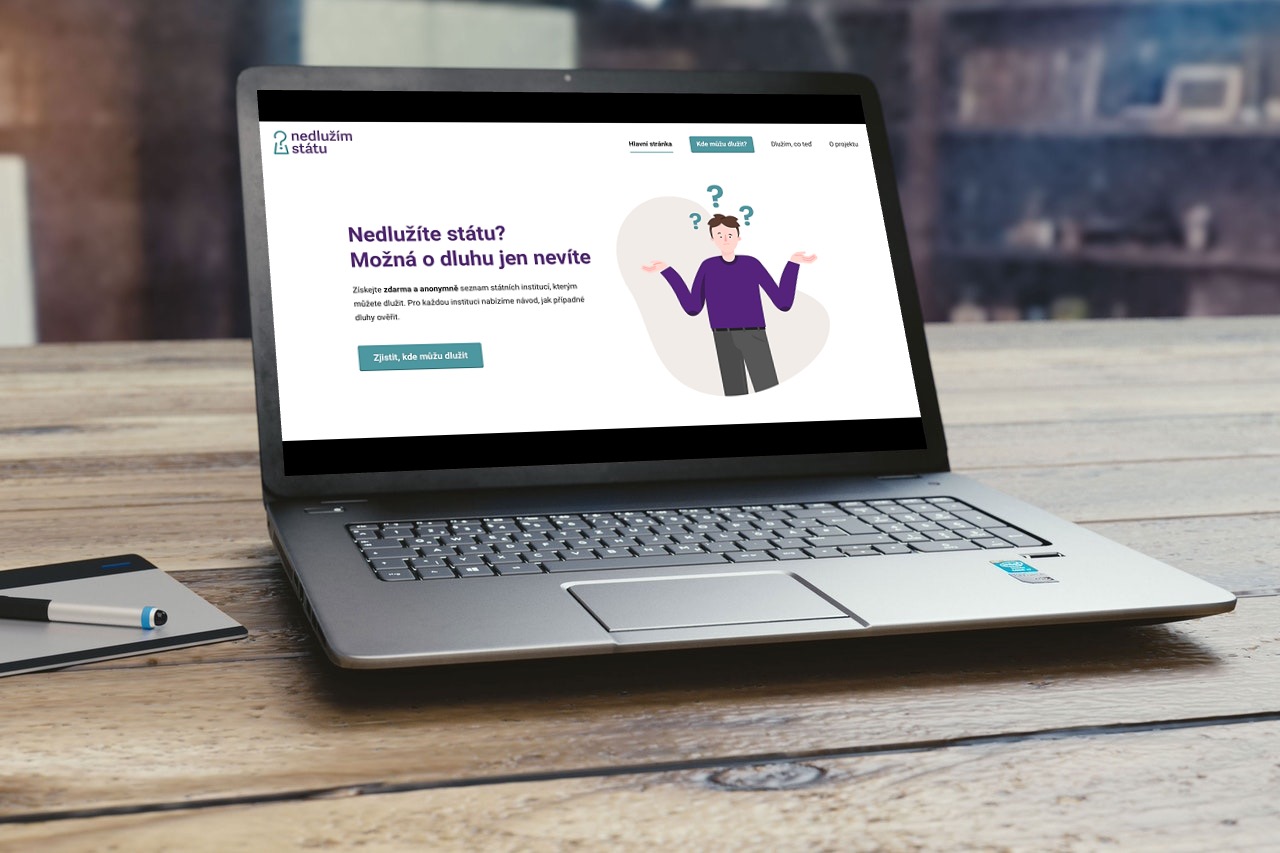 nedlužím
státu
Hlavní stránka
Kde můžu dlužit?
Dlužím, co teď
O projektu
Nedlužíte státu?
Možná o dluhu jen nevíte
Získejte zdarma a anonymně seznam státních institucí, kterým
můžete dlužit. Pro každou instituci nabízíme návod, jak případné
dluhy ověřit.
Zjistit, kde můžu dlužit